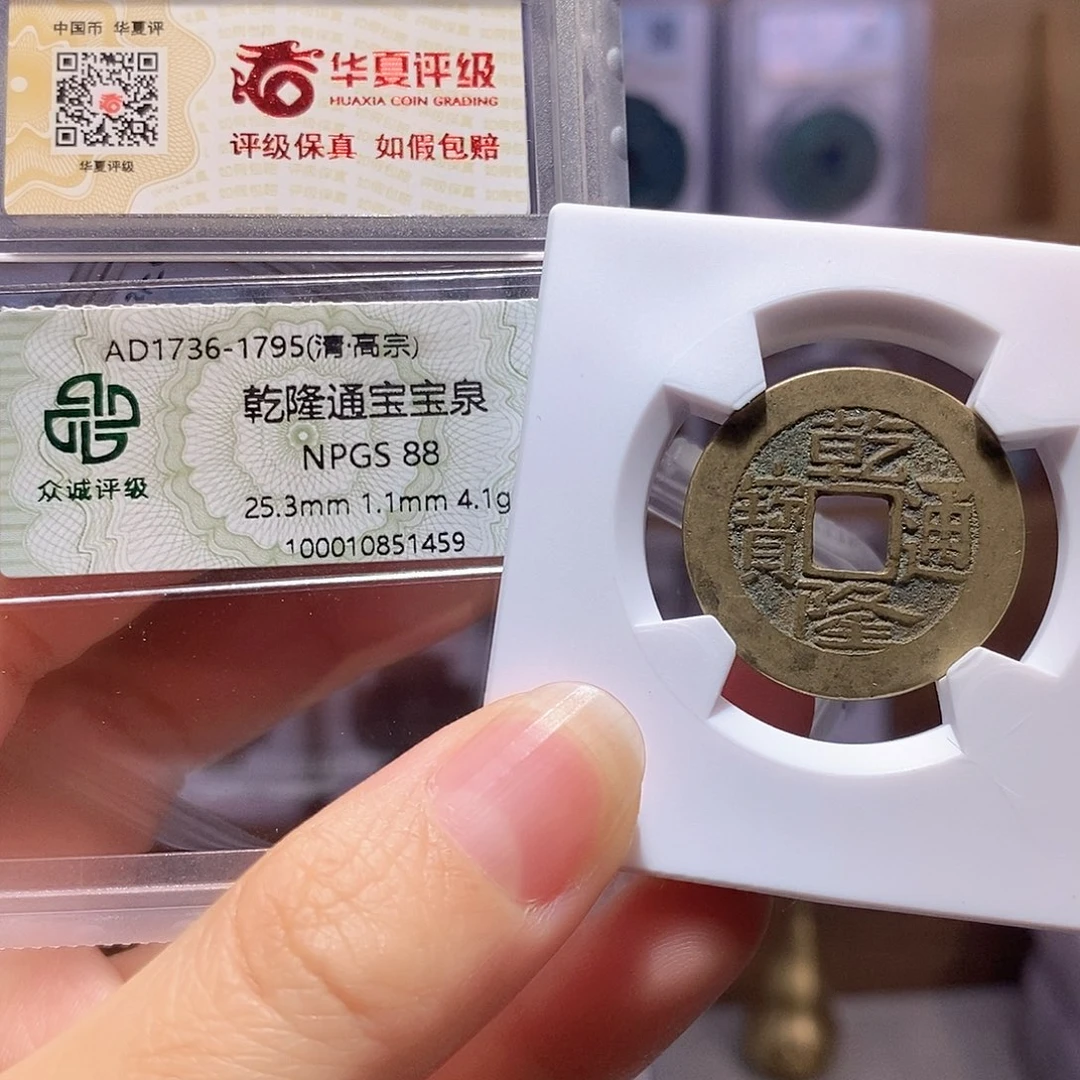 中国币 华夏评
华夏评级
华夏评级
HUAXIA COIN GRADING
评级保真 如假包赔
AD1736-1795(清·高宗)
乾隆通宝宝泉
NPGS 88
25.3mm 1.1mm 4.1g
100010851459
众诚评级
乾隆通寶